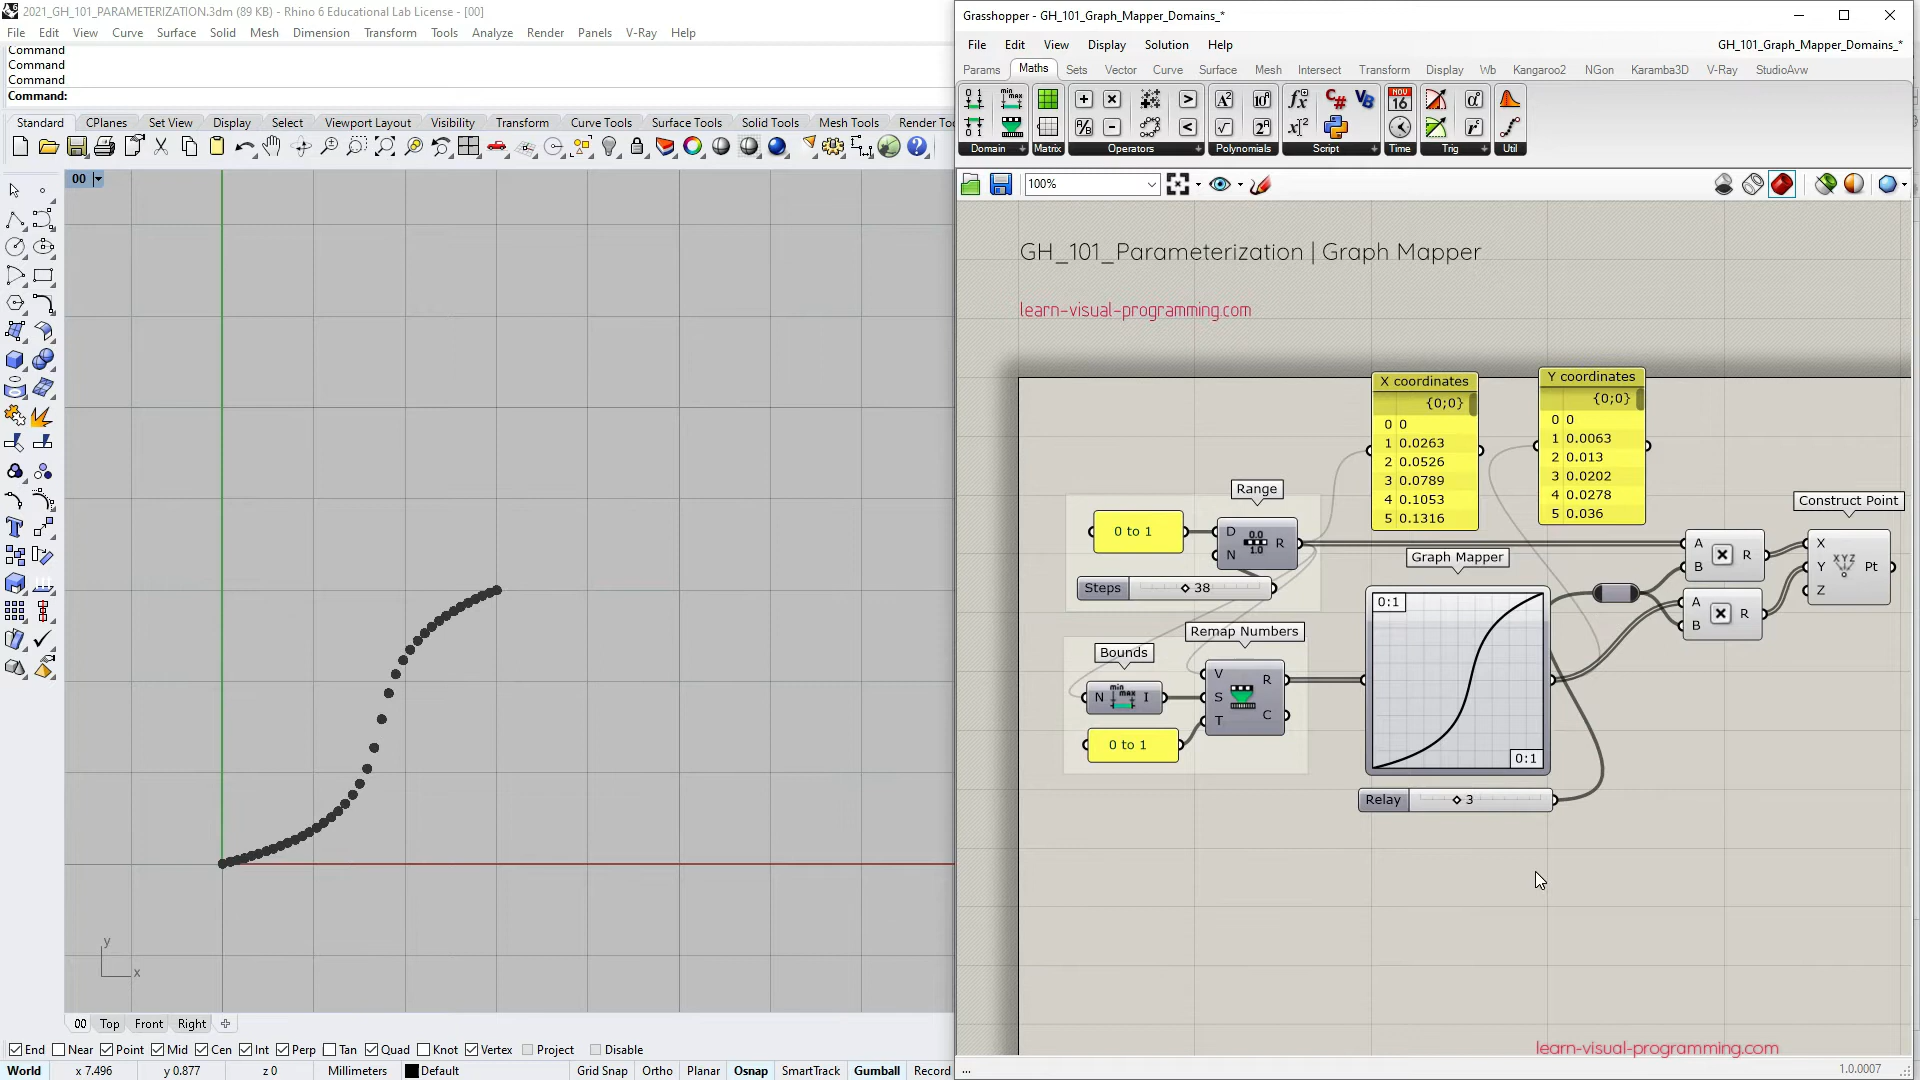 2021_GH_101_PARAMETERIZATION.3dm (89 KB) - Rhino 6 Educational Lab License - [00]
File Edit View Curve Surface Solid Mesh Dimension Transform Tools Analyze Render Panels V-Ray Help
Command
Command
Command
Command:
Standard CPlanes Set View Display Select Viewport Layout Visibility Transform Curve Tools Surface Tools Solid Tools Mesh Tools Render To
00
y
x
00 Top Front Right
End Near Point Mid Cen Int Perp Tan Quad Knot Vertex Project Disable
World x 7.496 y 0.877 z 0 Millimeters Default Grid Snap Ortho Planar Osnap SmartTrack Gumball Record
Grasshopper - GH_101_Graph_Mapper_Domains_*
File Edit View Display Solution Help GH_101_Graph_Mapper_Domains_*
Params Maths Sets Vector Curve Surface Mesh Intersect Transform Display Wb Kangaroo2 NGon Karamba3D V-Ray StudioAvw
Domain Matrix Operators Polynomials Script Time Trig Util
100%
GH_101_Parameterization | Graph Mapper
learn-visual-programming.com
X coordinates
{0;0}
0 0
1 0.0263
2 0.0526
3 0.0789
4 0.1053
5 0.1316
Y coordinates
{0;0}
0 0
1 0.0063
2 0.013
3 0.0202
4 0.0278
5 0.036
Range
0 to 1
D
N
0.0
1.0
R
Steps 38
Remap Numbers
Bounds
N min max I
0 to 1
V
S
T
R
C
Graph Mapper
0:1
0:1
Relay 3
A
B
R
A
B
R
Construct Point
X
Y
Z
XYZ
Pt
learn-visual-programming.com
... 1.0.0007